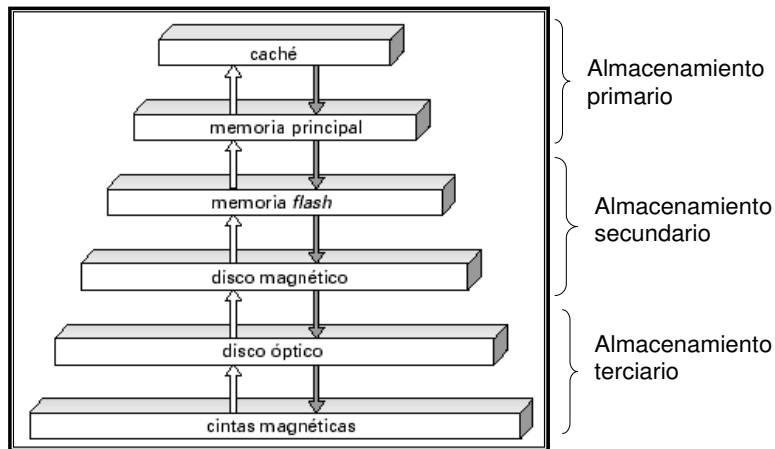 caché
memoria principal
Almacenamiento
primario
memoria flash
disco magnético
Almacenamiento
secundario
disco óptico
cintas magnéticas
Almacenamiento
terciario